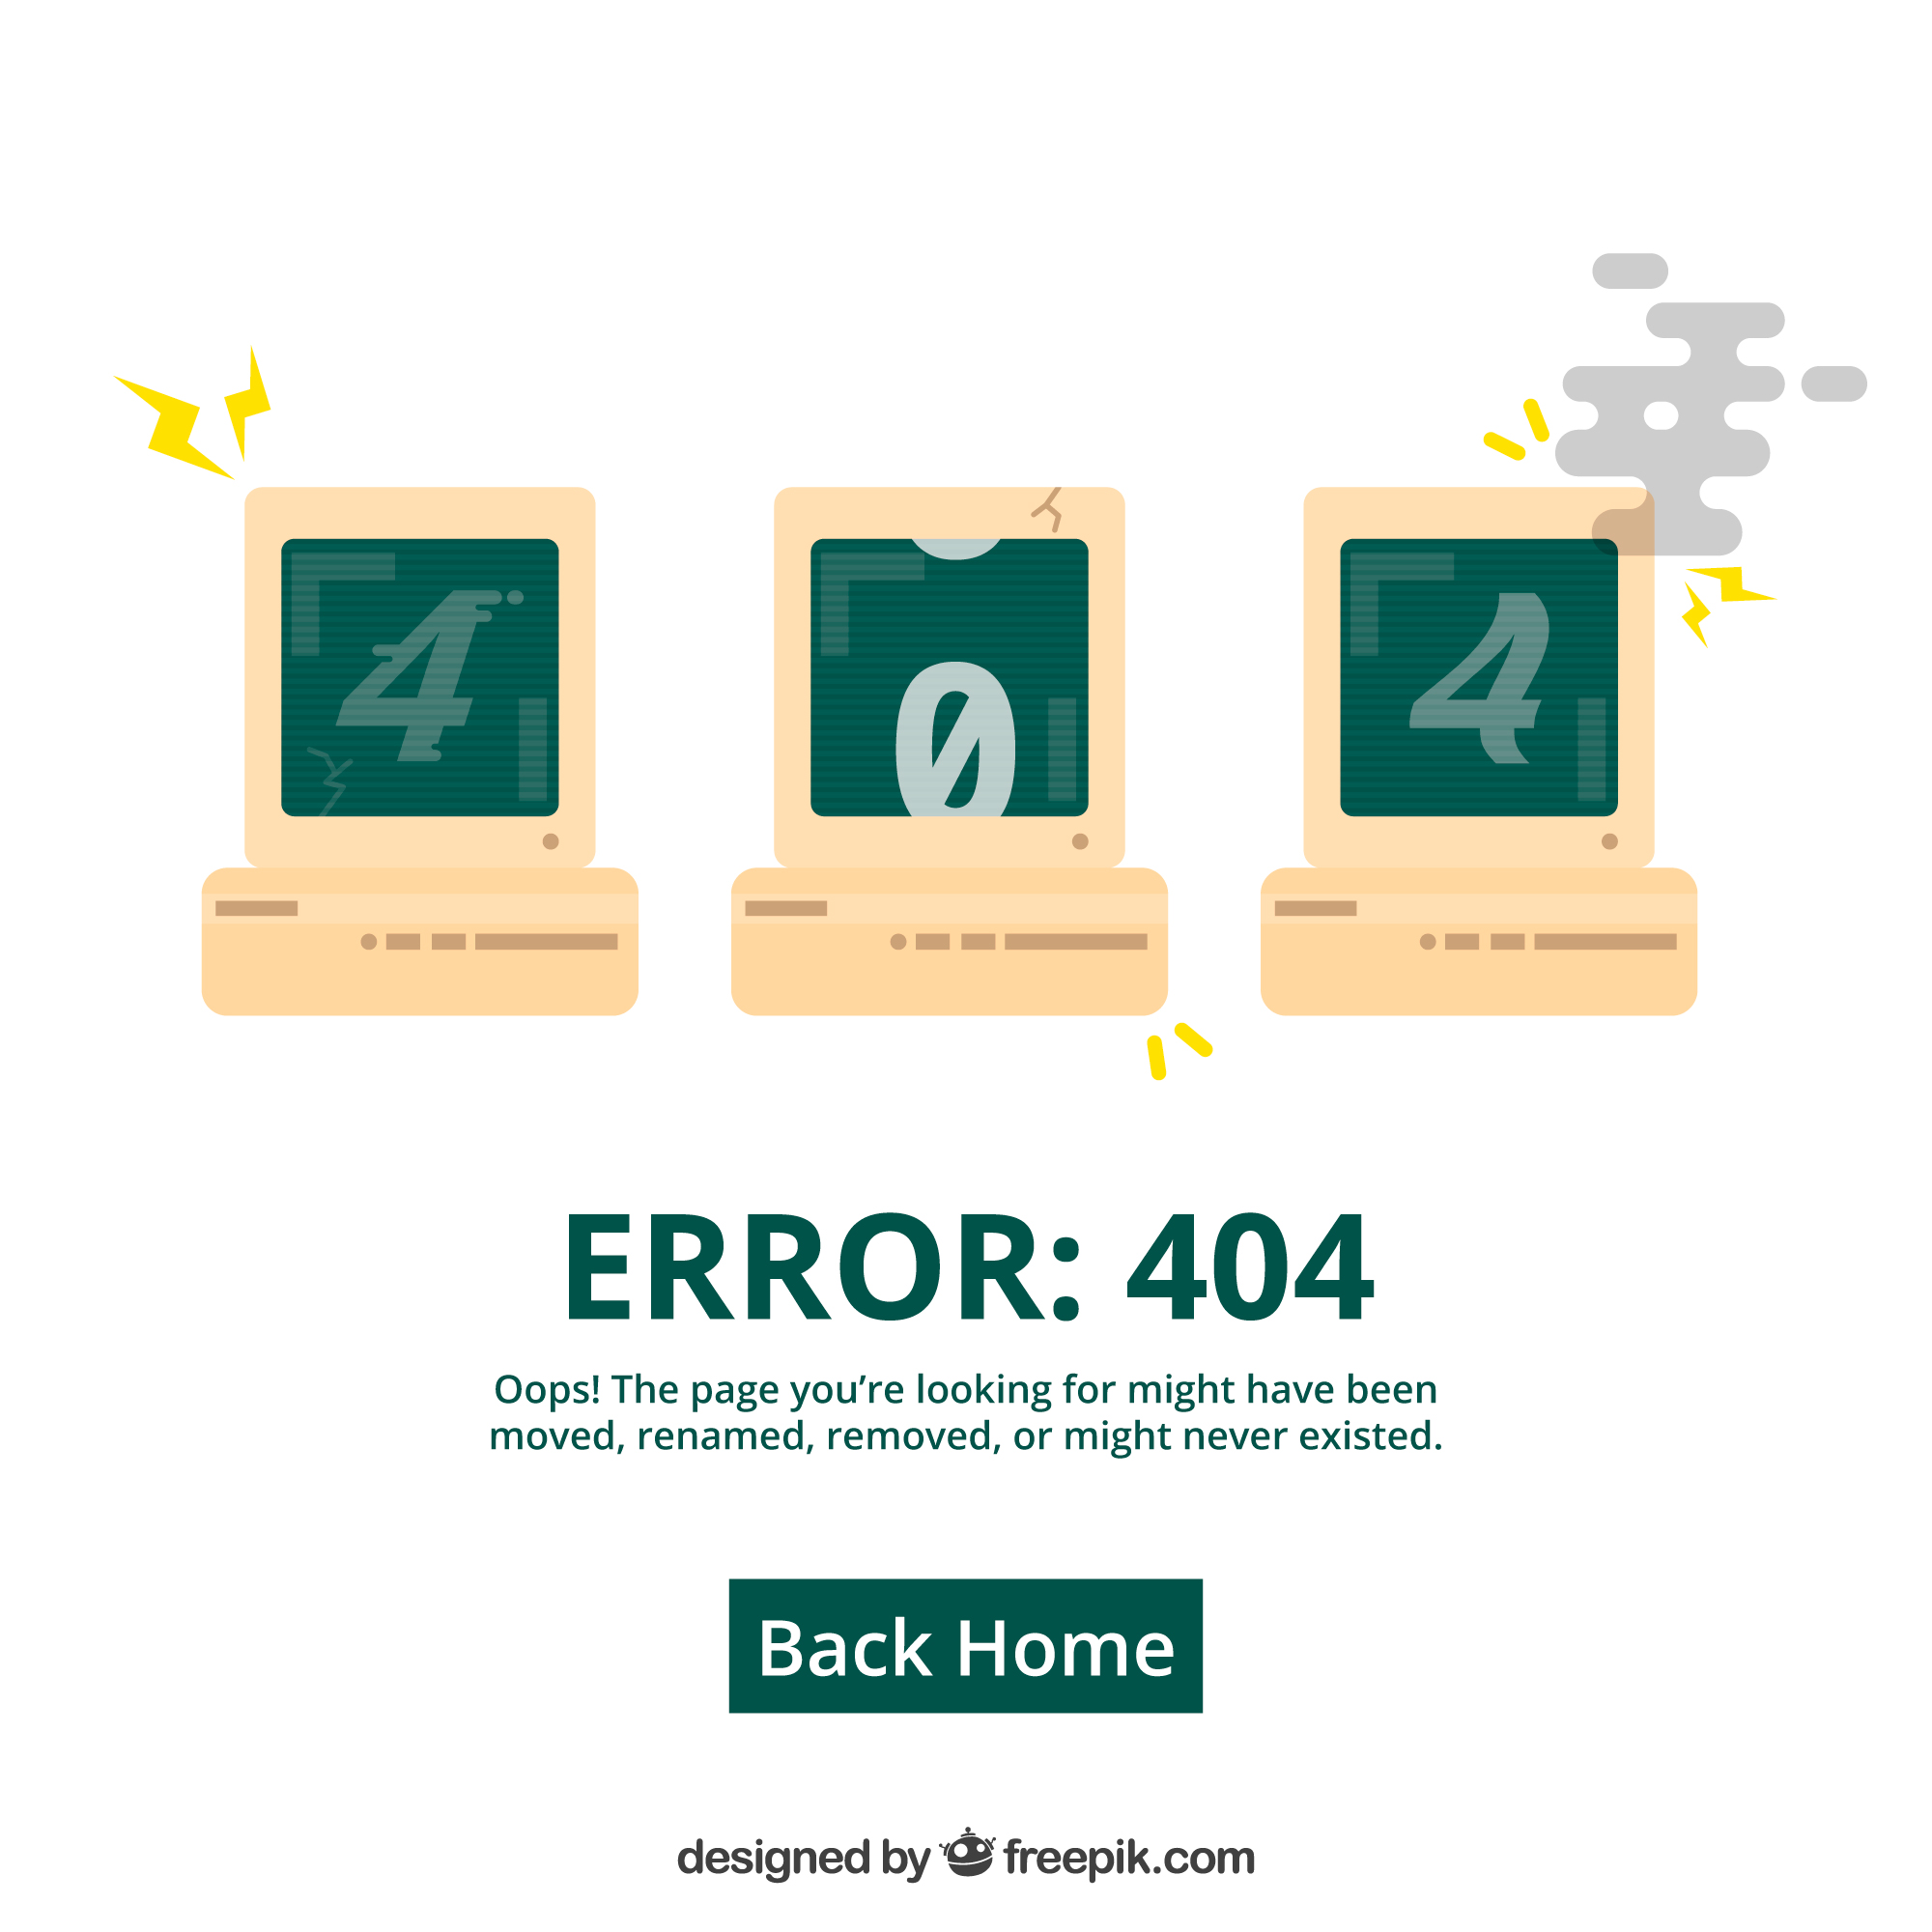 4 0 4
ERROR: 404
Oops! The page you’re looking for might have been
moved, renamed, removed, or might never existed.
Back Home
designed by freepik.com